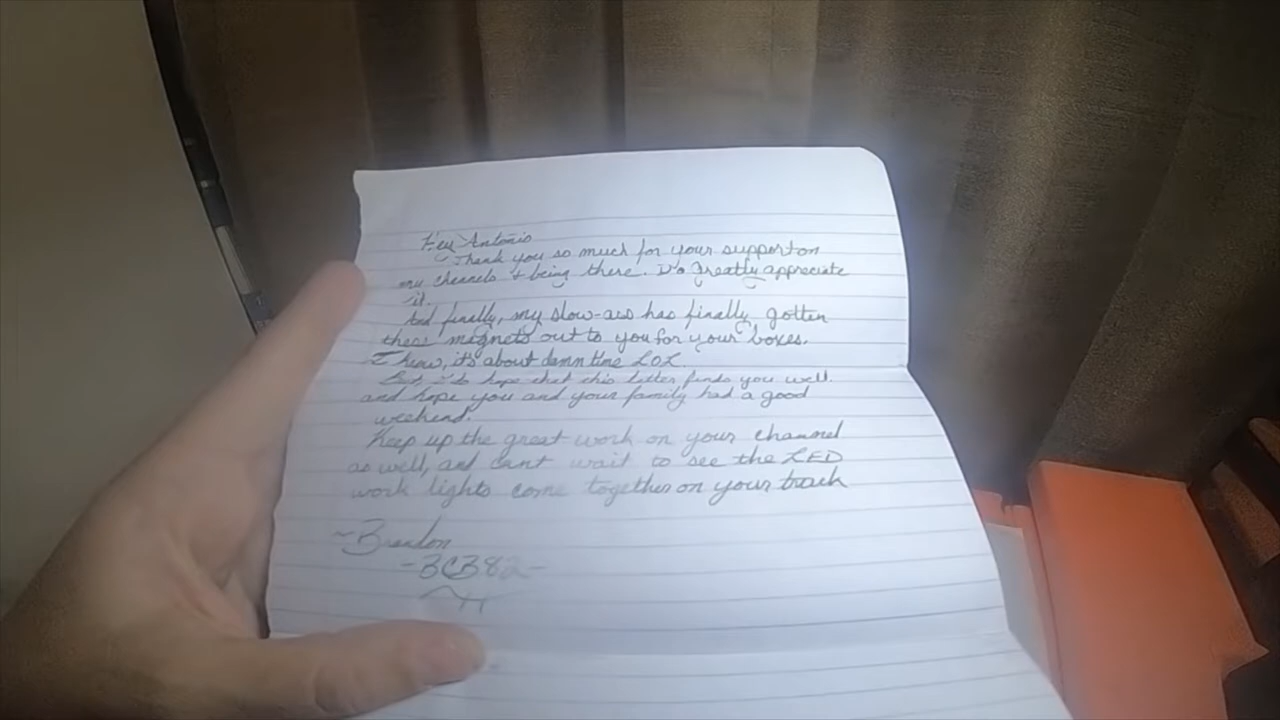 Hey Antonio
Thank you so much for your support on
my channels + being there. I do greatly appreciate
it.
And finally, my slow-ass has finally gotten
these magnets out to you for your boxes.
I know, it's about damn time LOL.
But, I do hope that this letter finds you well.
and hope you and your family had a good
weekend.
Keep up the great work on your channel
as well, and cant wait to see the LED
work lights come together on your truck
~Brandon
-BCB82-